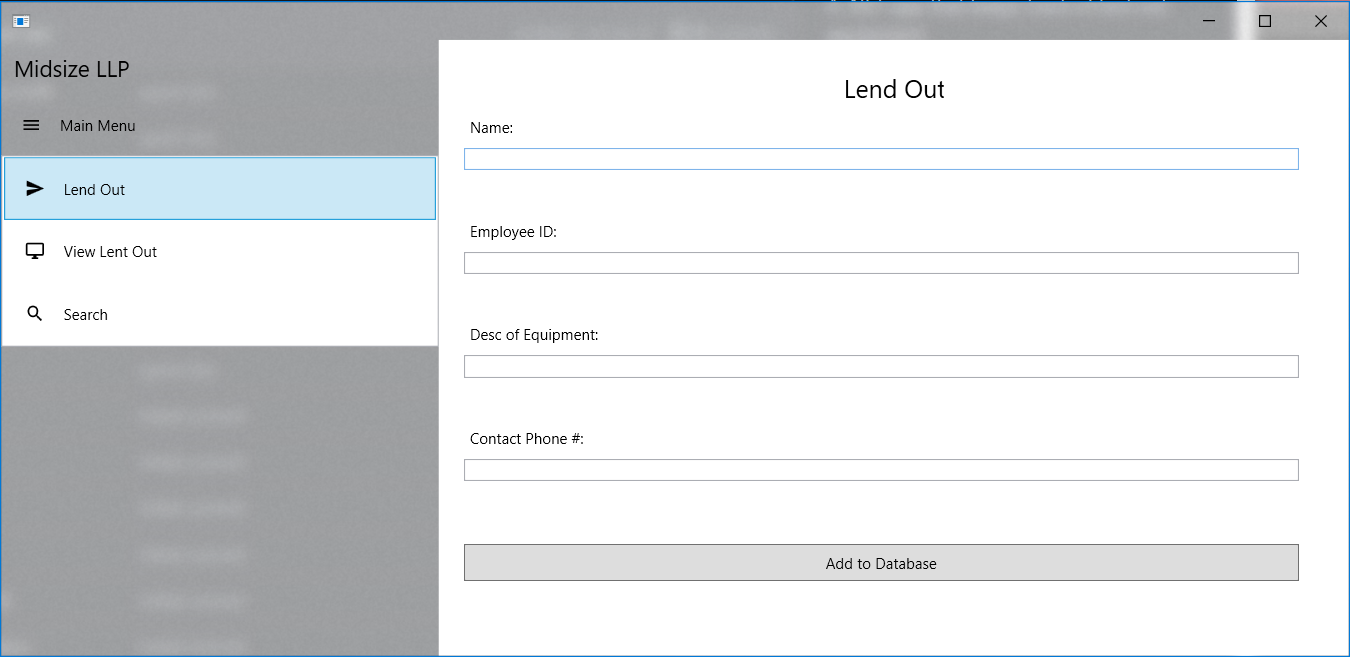 Midsize LLP
Main Menu
Lend Out
View Lent Out
Search
Lend Out
Name:
Employee ID:
Desc of Equipment:
Contact Phone #:
Add to Database